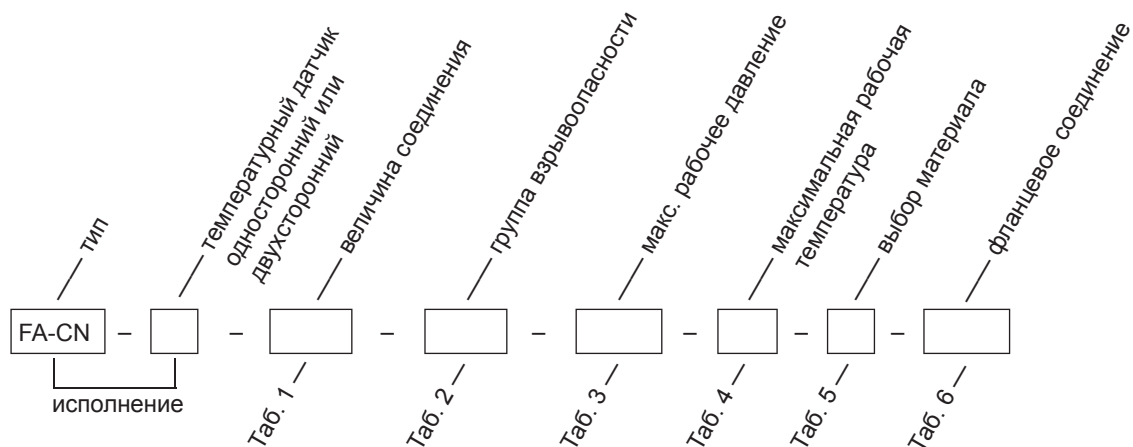 тип
температурный датчик
односторонний или
двухсторонний
величина соединения
группа взрывоопасности
макс. рабочее давление
максимальная рабочая
температура
выбор материала
фланцевое соединение
FA-CN – – – – – – –
исполнение
Таб. 1
Таб. 2
Таб. 3
Таб. 4
Таб. 5
Таб. 6